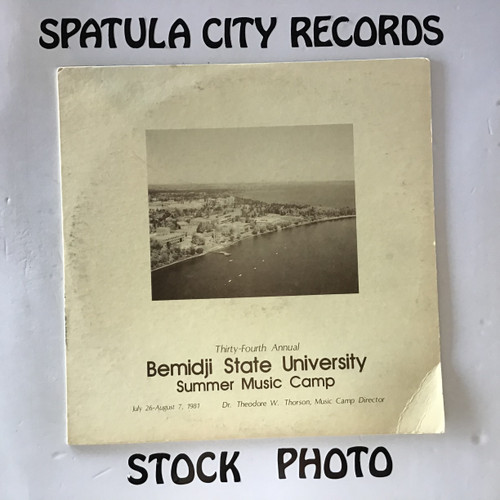 SPATULA CITY RECORDS
Thirty-Fourth Annual
Bemidji State University
Summer Music Camp
July 26-August 7, 1981 Dr. Theodore W. Thorson, Music Camp Director
STOCK PHOTO